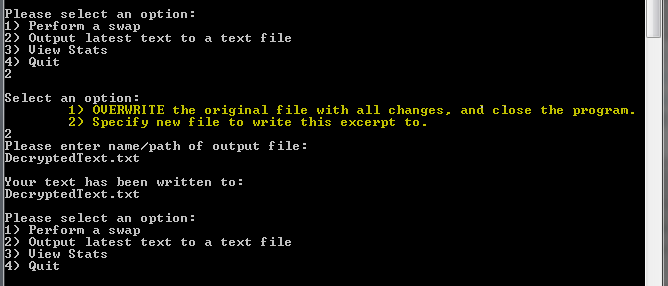 Please select an option:
1) Perform a swap
2) Output latest text to a text file
3) View Stats
4) Quit
2
Select an option:
1) OVERWRITE the original file with all changes, and close the program.
2) Specify new file to write this excerpt to.
2
Please enter name/path of output file:
DecryptedText.txt
Your text has been written to:
DecryptedText.txt
Please select an option:
1) Perform a swap
2) Output latest text to a text file
3) View Stats
4) Quit